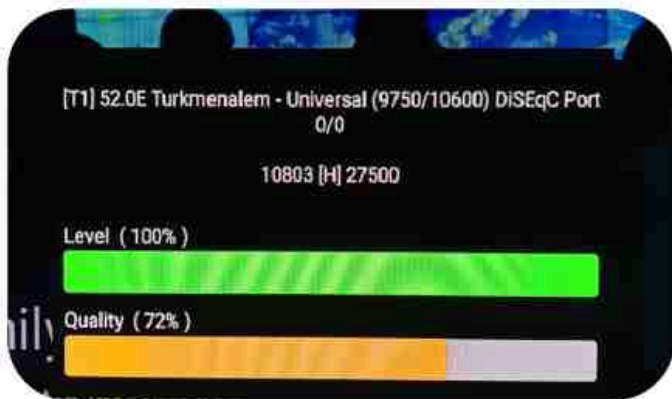 [T1] 52.0E Turkmenalem - Universal (9750/10600) DiSEqC Port
0/0
10803 [H] 27500
Level ( 100% )
Quality ( 72% )